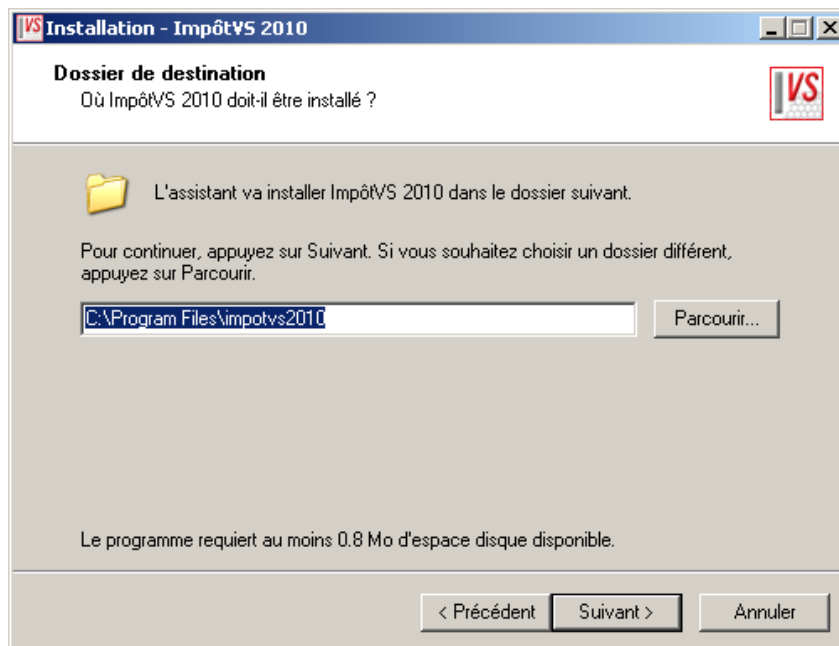 VS Installation - ImpôtVS 2010
Dossier de destination
Où ImpôtVS 2010 doit-il être installé ?
VS
L'assistant va installer ImpôtVS 2010 dans le dossier suivant.
Pour continuer, appuyez sur Suivant. Si vous souhaitez choisir un dossier différent,
appuyez sur Parcourir.
C:\Program Files\impotvs2010
Parcourir...
Le programme requiert au moins 0.8 Mo d'espace disque disponible.
< Précédent
Suivant >
Annuler